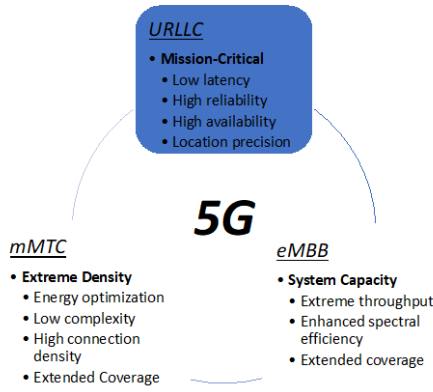 URLLC
• Mission-Critical
• Low latency
• High reliability
• High availability
• Location precision
5G
mMTC
• Extreme Density
• Energy optimization
• Low complexity
• High connection
density
• Extended Coverage
eMBB
• System Capacity
• Extreme throughput
• Enhanced spectral
efficiency
• Extended coverage